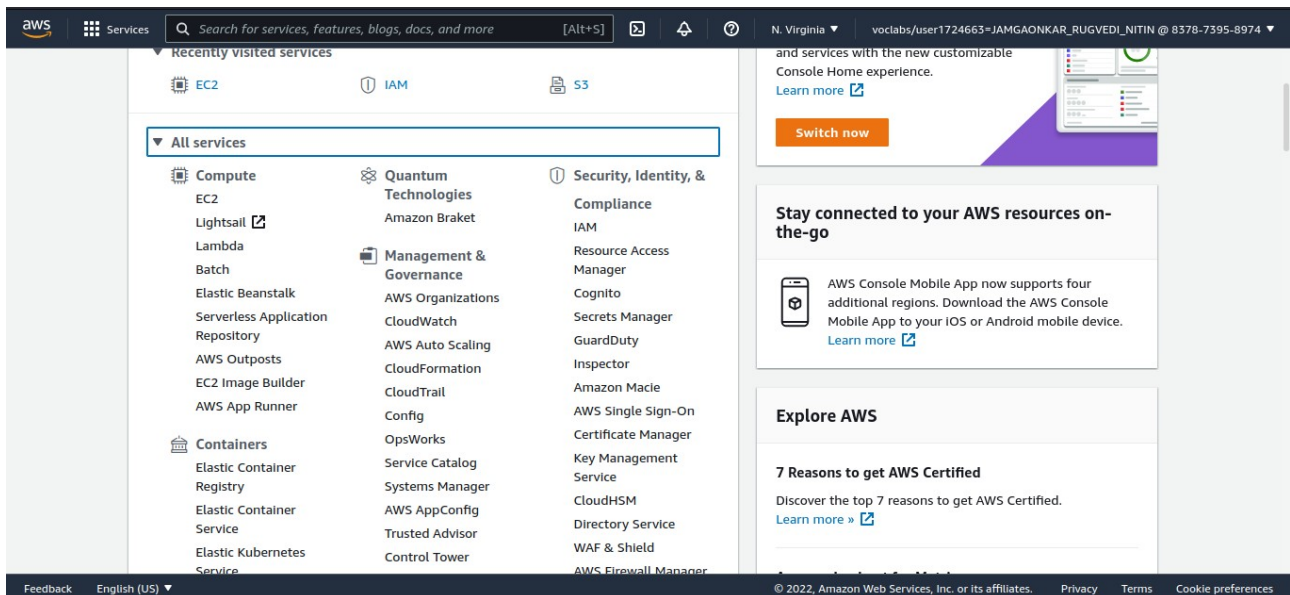 aws
Services
Search for services, features, blogs, docs, and more
[Alt+S]
N. Virginia ▼
voclabs/user1724663=JAMGAONKAR_RUGVEDI_NITIN @ 8378-7395-8974 ▼
▼ Recently visited services
EC2
IAM
S3
▼ All services
Compute
EC2
Lightsail
Lambda
Batch
Elastic Beanstalk
Serverless Application
Repository
AWS Outposts
EC2 Image Builder
AWS App Runner
Containers
Elastic Container
Registry
Elastic Container
Service
Elastic Kubernetes
Service
Quantum
Technologies
Amazon Braket
Management &
Governance
AWS Organizations
CloudWatch
AWS Auto Scaling
CloudFormation
CloudTrail
Config
OpsWorks
Service Catalog
Systems Manager
AWS AppConfig
Trusted Advisor
Control Tower
Security, Identity, &
Compliance
IAM
Resource Access
Manager
Cognito
Secrets Manager
GuardDuty
Inspector
Amazon Macie
AWS Single Sign-On
Certificate Manager
Key Management
Service
CloudHSM
Directory Service
WAF & Shield
AWS Firewall Manager
and services with the new customizable
Console Home experience.
Learn more
Switch now
Stay connected to your AWS resources on-
the-go
AWS Console Mobile App now supports four
additional regions. Download the AWS Console
Mobile App to your iOS or Android mobile device.
Learn more
Explore AWS
7 Reasons to get AWS Certified
Discover the top 7 reasons to get AWS Certified.
Learn more »
Feedback
English (US) ▼
© 2022, Amazon Web Services, Inc. or its affiliates.
Privacy
Terms
Cookie preferences